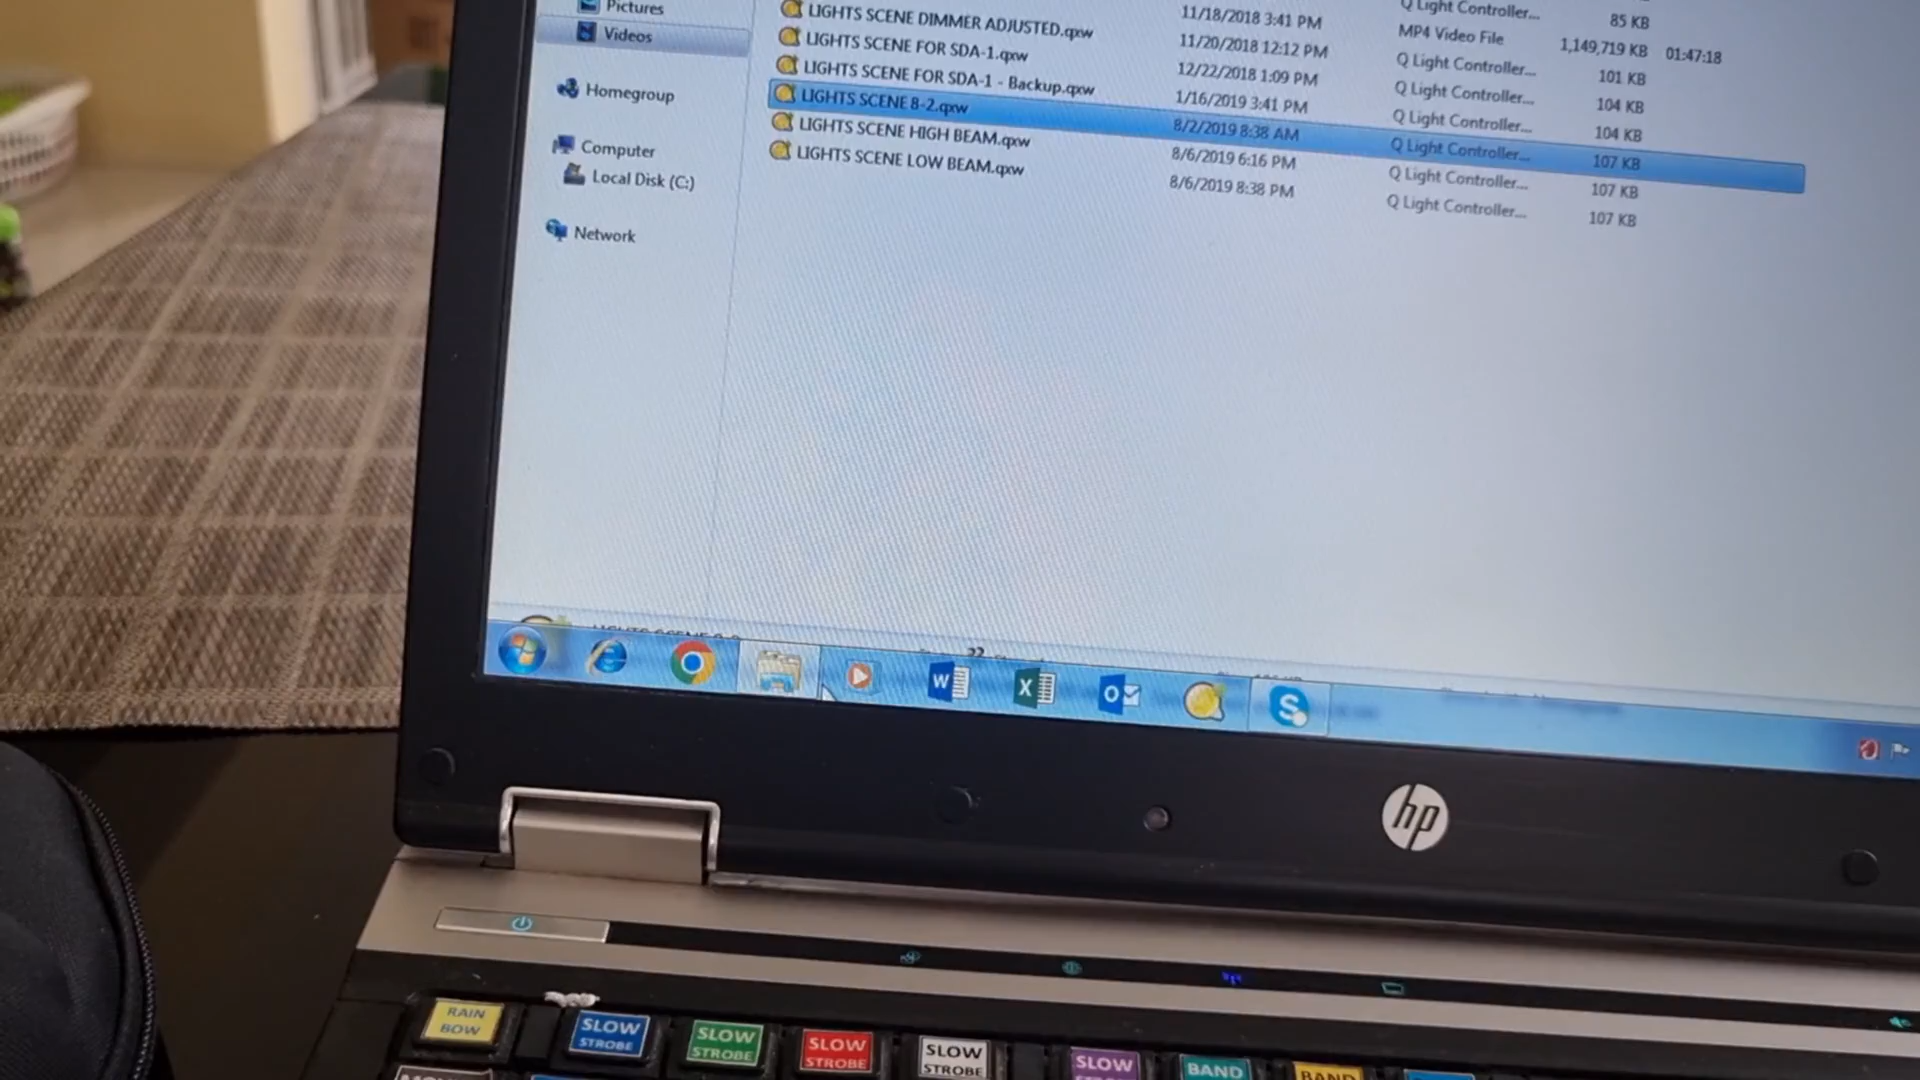 Pictures
Videos
Homegroup
Computer
Local Disk (C:)
Network
LIGHTS SCENE DIMMER ADJUSTED.qxw
LIGHTS SCENE FOR SDA-1.qxw
LIGHTS SCENE FOR SDA-1 - Backup.qxw
LIGHTS SCENE 8-2.qxw
LIGHTS SCENE HIGH BEAM.qxw
LIGHTS SCENE LOW BEAM.qxw
11/18/2018 3:41 PM
11/20/2018 12:12 PM
12/22/2018 1:09 PM
1/16/2019 3:41 PM
8/2/2019 8:38 AM
8/6/2019 6:16 PM
8/6/2019 8:38 PM
Q Light Controller...
MP4 Video File
Q Light Controller...
Q Light Controller...
Q Light Controller...
Q Light Controller...
Q Light Controller...
Q Light Controller...
85 KB
1,149,719 KB 01:47:18
101 KB
104 KB
104 KB
107 KB
107 KB
107 KB
hp
RAIN
BOW
SLOW
STROBE
SLOW
STROBE
SLOW
STROBE
SLOW
STROBE
SLOW
BAND
BAND